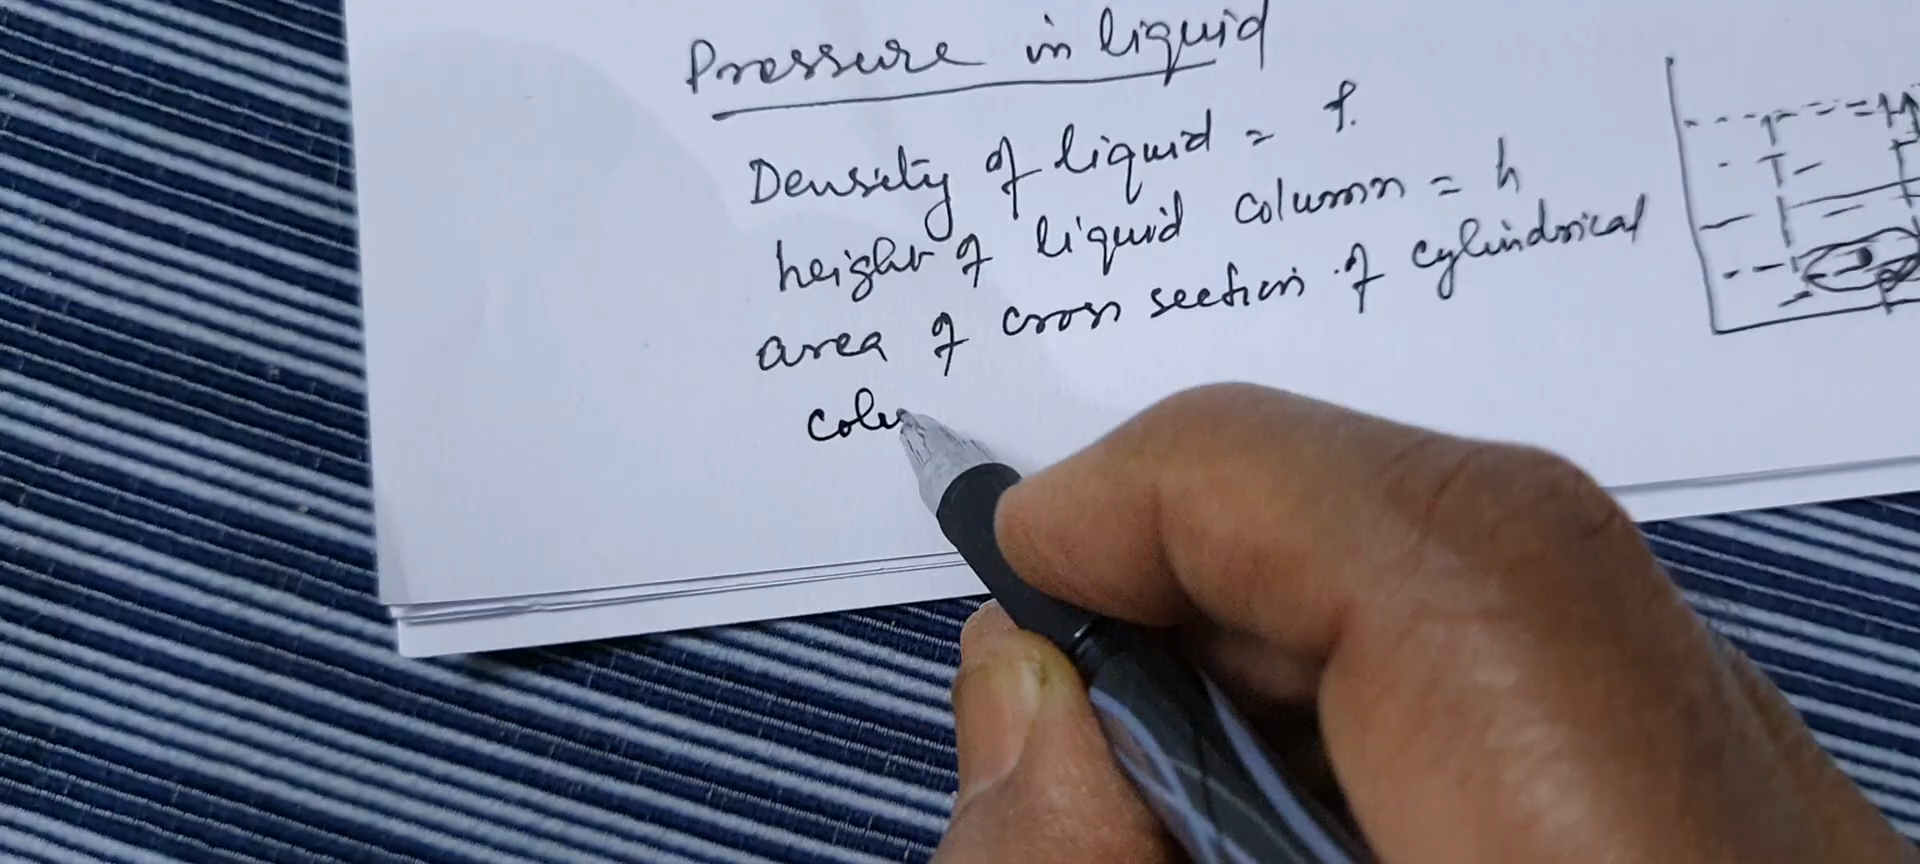 Pressure in liquid
Density of liquid = ρ.
height of liquid column = h
area of cross section of cylindrical
colu